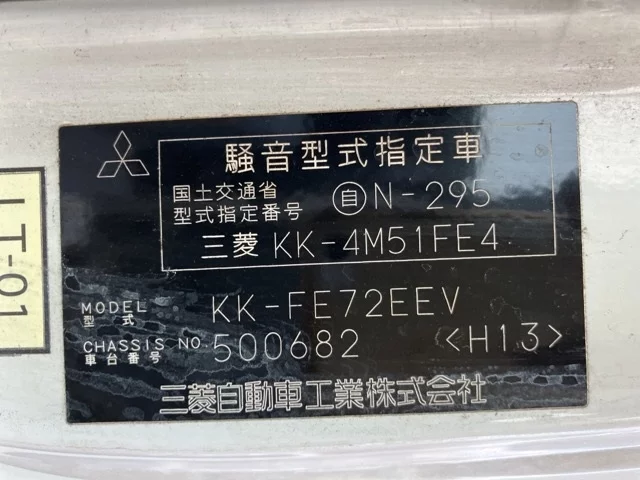 騒音型式指定車
国土交通省
型式指定番号 自N-295
三菱 KK-4M51FE4
MODEL
型式 KK-FE72EEV
CHASSIS NO.
車台番号 500682 <H13>
三菱自動車工業株式会社
LT-01